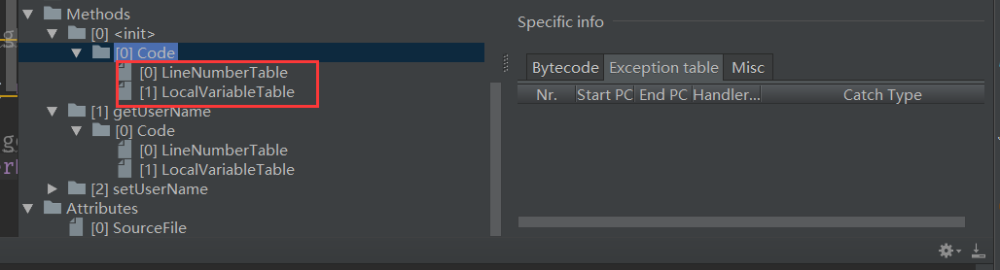 Methods
[0] <init>
[0] Code
[0] LineNumberTable
[1] LocalVariableTable
[1] getUserName
[0] Code
[0] LineNumberTable
[1] LocalVariableTable
[2] setUserName
Attributes
[0] SourceFile
Specific info
Bytecode Exception table Misc
Nr. Start PC End PC Handler... Catch Type